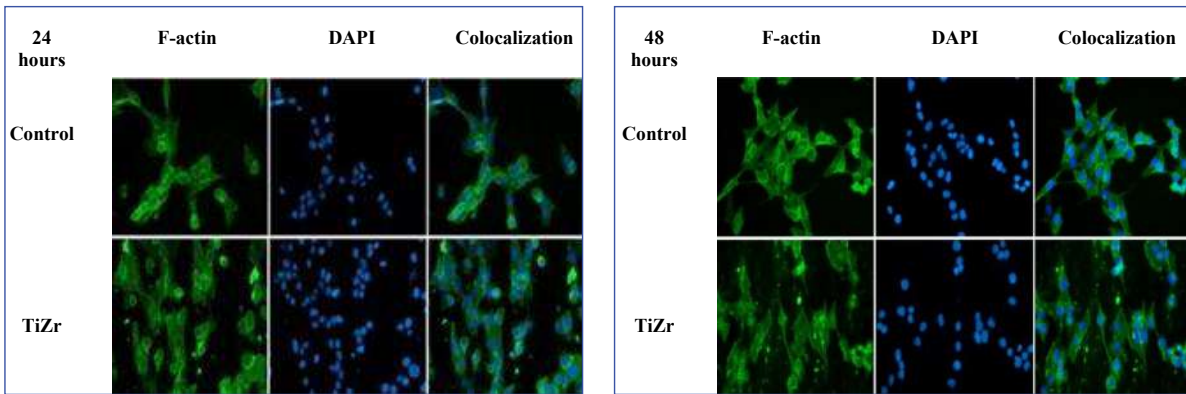 24 hours F-actin DAPI Colocalization
Control
TiZr
48 hours F-actin DAPI Colocalization
Control
TiZr